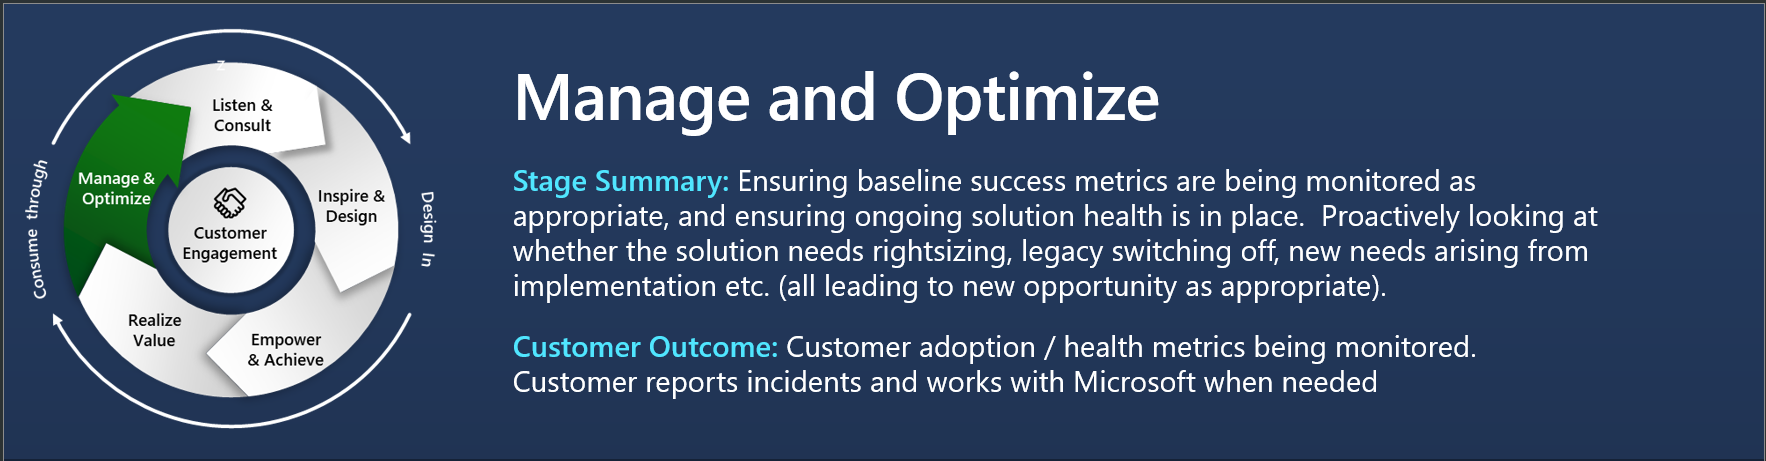 Z
Listen &
Consult
Manage &
Optimize
Inspire &
Design
Customer
Engagement
Realize
Value
Empower
& Achieve
Consume through
Design In
Manage and Optimize
Stage Summary: Ensuring baseline success metrics are being monitored as
appropriate, and ensuring ongoing solution health is in place.  Proactively looking at
whether the solution needs rightsizing, legacy switching off, new needs arising from
implementation etc. (all leading to new opportunity as appropriate).
Customer Outcome: Customer adoption / health metrics being monitored.
Customer reports incidents and works with Microsoft when needed